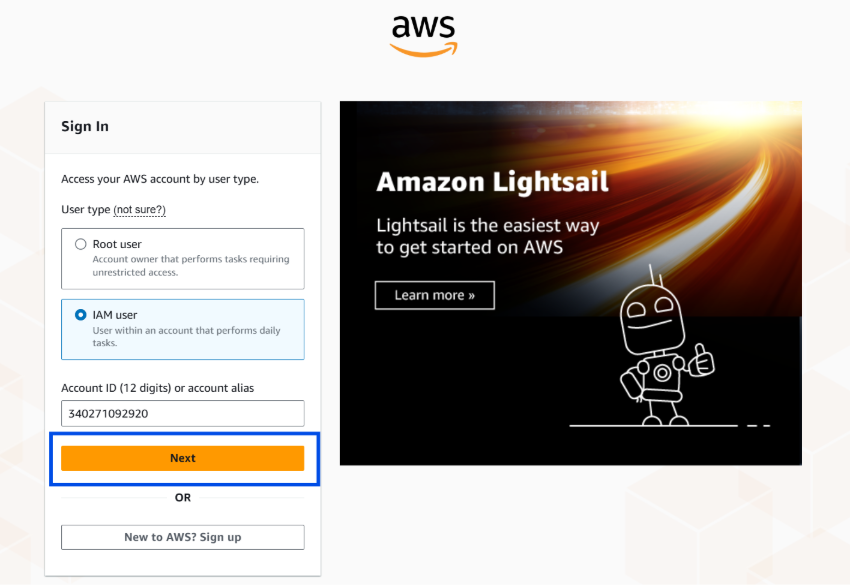 aws
Sign In
Access your AWS account by user type.
User type (not sure?)
Root user
Account owner that performs tasks requiring
unrestricted access.
IAM user
User within an account that performs daily
tasks.
Account ID (12 digits) or account alias
340271092920
Next
OR
New to AWS? Sign up
Amazon Lightsail
Lightsail is the easiest way
to get started on AWS
Learn more »